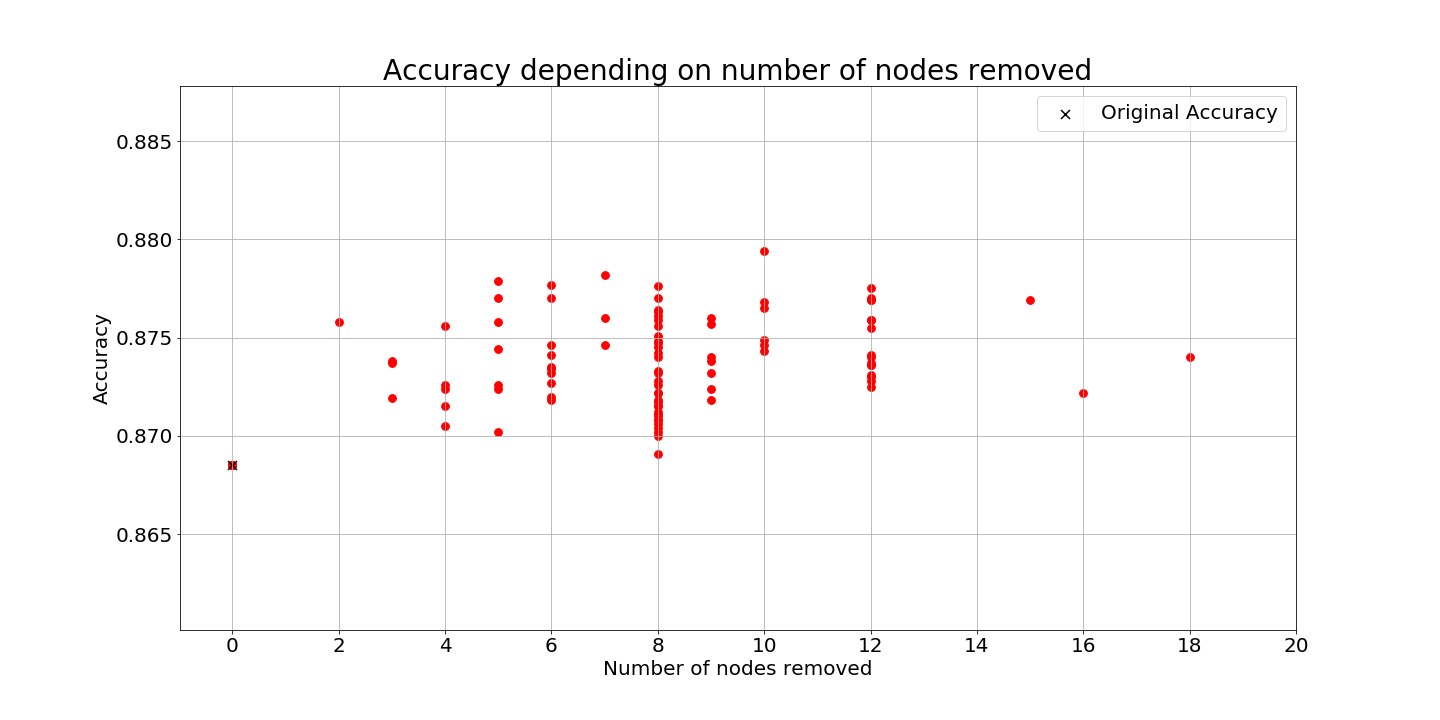 Accuracy depending on number of nodes removed
Original Accuracy
0.885
0.880
0.875
0.870
0.865
Accuracy
0 2 4 6 8 10 12 14 16 18 20
Number of nodes removed